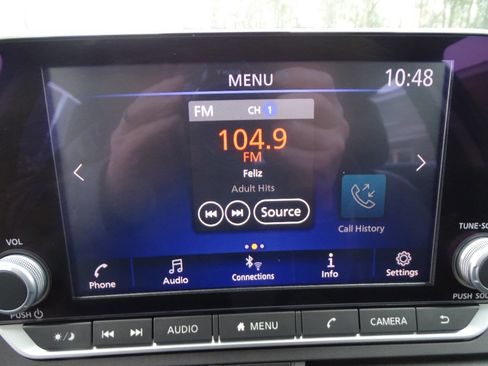 MENU
10:48
FM CH 1
104.9
FM
Feliz
Adult Hits
Source
Call History
VOL
TUNE-SC
Phone
Audio
Connections
Info
Settings
PUSH
PUSH SOU
AUDIO
MENU
CAMERA